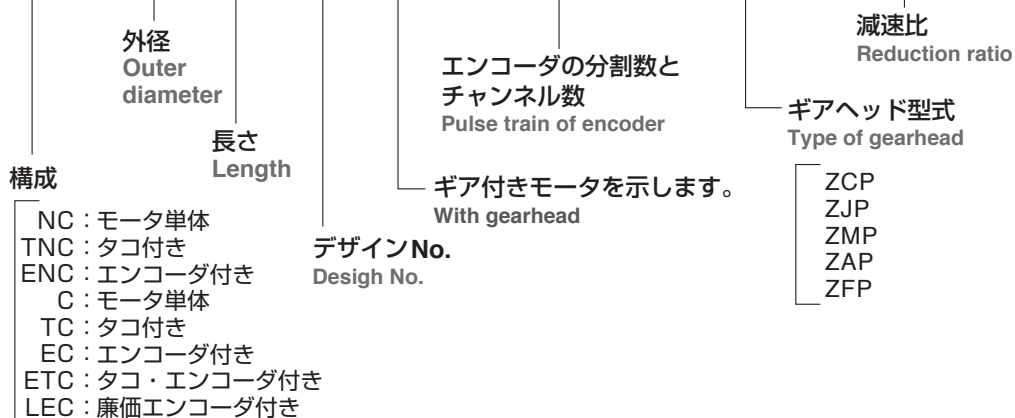 外径
Outer
diameter
長さ
Length
構成
NC：モータ単体
TNC：タコ付き
ENC：エンコーダ付き
C：モータ単体
TC：タコ付き
EC：エンコーダ付き
ETC：タコ・エンコーダ付き
LEC：廉価エンコーダ付き
デザインNo.
Desigh No.
ギア付きモータを示します。
With gearhead
エンコーダの分割数と
チャンネル数
Pulse train of encoder
ギアヘッド型式
Type of gearhead
ZCP
ZJP
ZMP
ZAP
ZFP
減速比
Reduction ratio